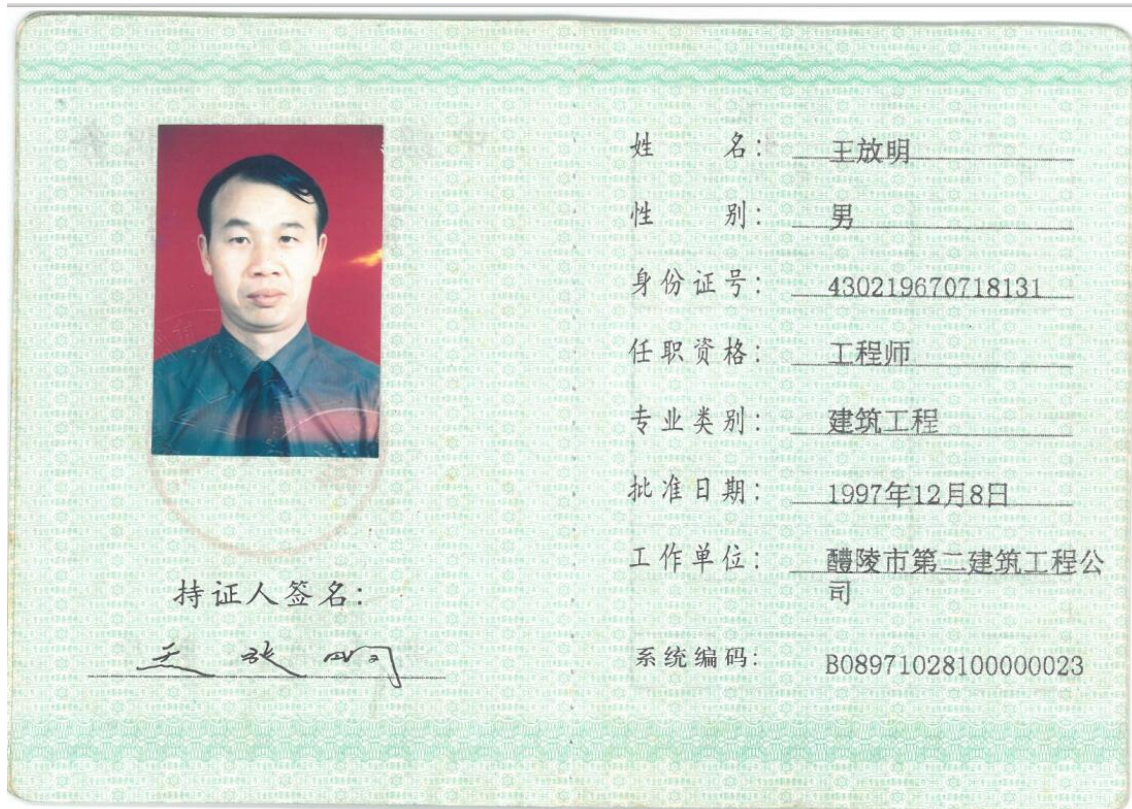 持证人签名:
姓 名: 王放明
性 别: 男
身份证号: 430219670718131
任职资格: 工程师
专业类别: 建筑工程
批准日期: 1997年12月8日
工作单位: 醴陵市第二建筑工程公
司
系统编码: B08971028100000023